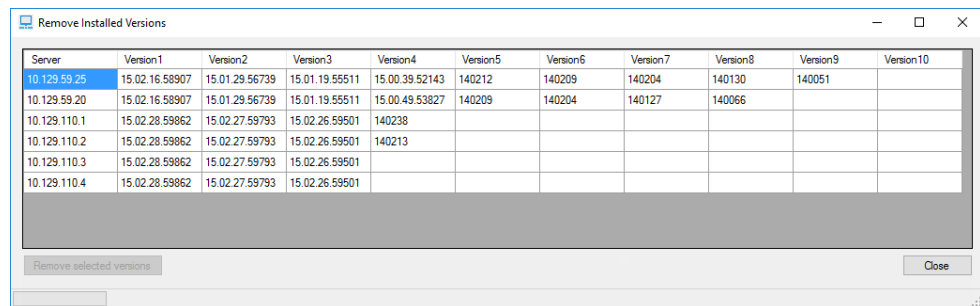 Remove Installed Versions
Server Version1 Version2 Version3 Version4 Version5 Version6 Version7 Version8 Version9 Version10
10.129.59.25 15.02.16.58907 15.01.29.56739 15.01.19.55511 15.00.39.52143 140212 140209 140204 140130 140051
10.129.59.20 15.02.16.58907 15.01.29.56739 15.01.19.55511 15.00.49.53827 140209 140204 140127 140066
10.129.110.1 15.02.28.59862 15.02.27.59793 15.02.26.59501 140238
10.129.110.2 15.02.28.59862 15.02.27.59793 15.02.26.59501 140213
10.129.110.3 15.02.28.59862 15.02.27.59793 15.02.26.59501
10.129.110.4 15.02.28.59862 15.02.27.59793 15.02.26.59501
Remove selected versions Close